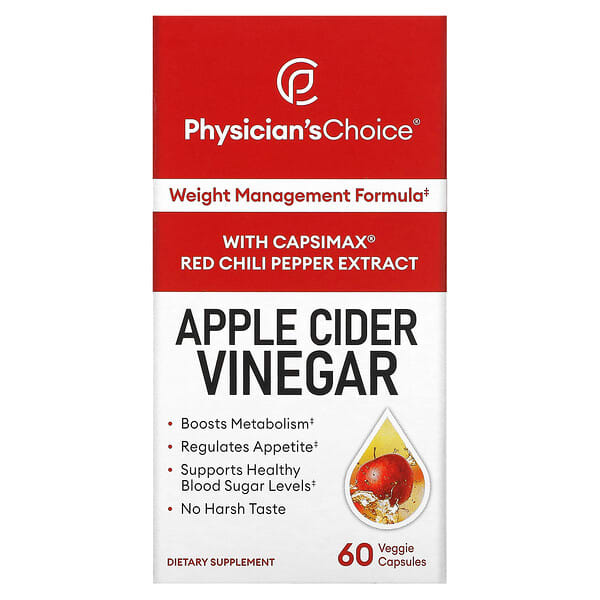 Physician'sChoice®
Weight Management Formula‡
WITH CAPSIMAX®
RED CHILI PEPPER EXTRACT
APPLE CIDER
VINEGAR
• Boosts Metabolism‡
• Regulates Appetite‡
• Supports Healthy
Blood Sugar Levels‡
• No Harsh Taste
DIETARY SUPPLEMENT
60 Veggie
Capsules